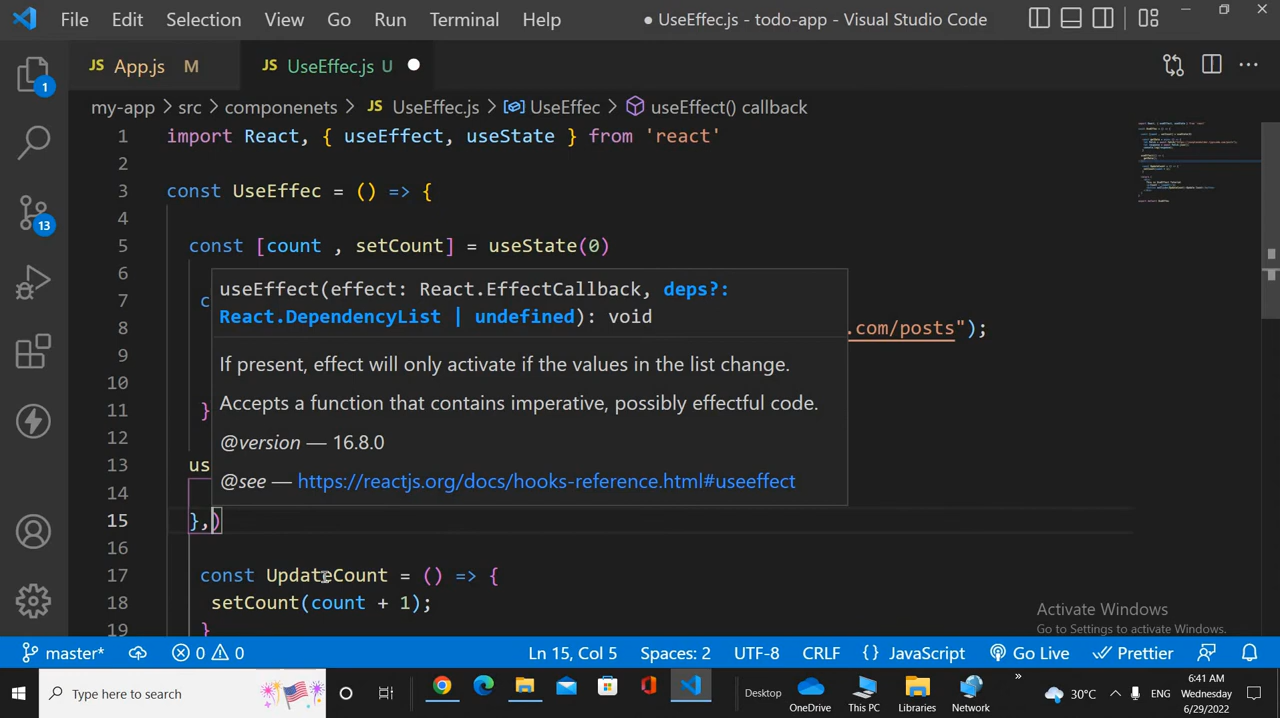 File Edit Selection View Go Run Terminal Help ● UseEffec.js - todo-app - Visual Studio Code
JS App.js M JS UseEffec.js U ●
my-app > src > componenets > JS UseEffec.js > UseEffec > useEffect() callback
1 import React, { useEffect, useState } from 'react'
2
3 const UseEffec = () => {
4
5 const [count , setCount] = useState(0)
6
7 c
8 .com/posts");
9
10
11 }
12
13 us
14
15 },)
16
17 const UpdateCount = () => {
18 setCount(count + 1);
19 }
useEffect(effect: React.EffectCallback, deps?:
React.DependencyList | undefined): void
If present, effect will only activate if the values in the list change.
Accepts a function that contains imperative, possibly effectful code.
@version — 16.8.0
@see — https://reactjs.org/docs/hooks-reference.html#useeffect
1
13
Activate Windows
Go to Settings to activate Windows.
master* 0 0 Ln 15, Col 5 Spaces: 2 UTF-8 CRLF {} JavaScript Go Live Prettier
Type here to search Desktop OneDrive This PC Libraries Network » 30°C ENG 6:41 AM Wednesday 6/29/2022